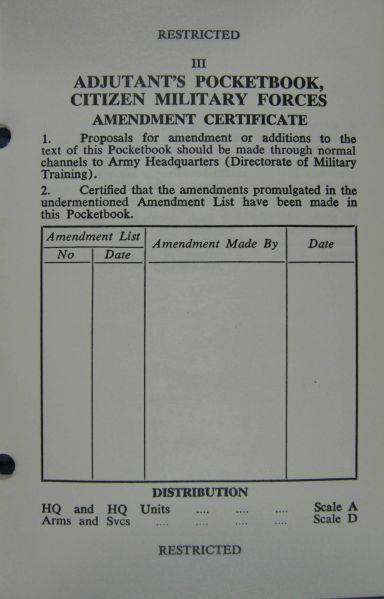 RESTRICTED
III
ADJUTANT'S POCKETBOOK,
CITIZEN MILITARY FORCES
AMENDMENT CERTIFICATE
1. Proposals for amendment or additions to the
text of this Pocketbook should be made through normal
channels to Army Headquarters (Directorate of Military
Training).
2. Certified that the amendments promulgated in the
undermentioned Amendment List have been made in
this Pocketbook.
Amendment List
No Date
Amendment Made By
Date
DISTRIBUTION
HQ and HQ Units .... .... .... Scale A
Arms and Svcs .... .... .... .... Scale D
RESTRICTED